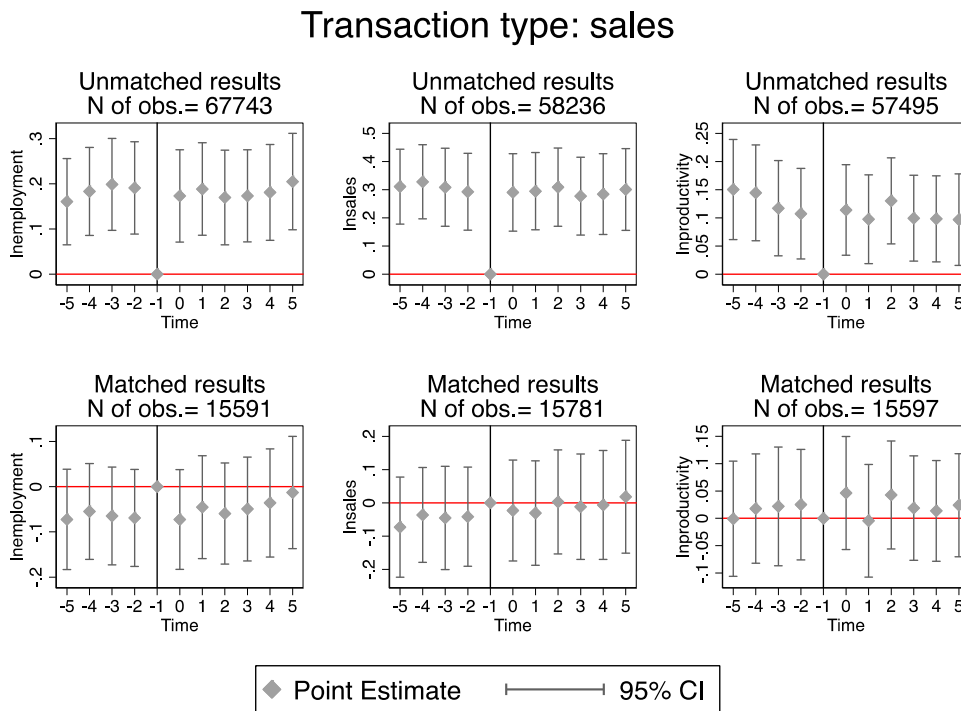 Transaction type: sales
Unmatched results
N of obs.= 67743
lnemployment
0 .1 .2 .3
-5 -4 -3 -2 -1 0 1 2 3 4 5
Time
Unmatched results
N of obs.= 58236
lnsales
0 .1 .2 .3 .4 .5
-5 -4 -3 -2 -1 0 1 2 3 4 5
Time
Unmatched results
N of obs.= 57495
lnproductivity
0 .05 .1 .15 .2 .25
-5 -4 -3 -2 -1 0 1 2 3 4 5
Time
Matched results
N of obs.= 15591
lnemployment
-.2 -.1 0 .1
-5 -4 -3 -2 -1 0 1 2 3 4 5
Time
Matched results
N of obs.= 15781
lnsales
-.2 -.1 0 .1 .2
-5 -4 -3 -2 -1 0 1 2 3 4 5
Time
Matched results
N of obs.= 15597
lnproductivity
-.1 -.05 0 .05 .1 .15
-5 -4 -3 -2 -1 0 1 2 3 4 5
Time
Point Estimate
95% CI